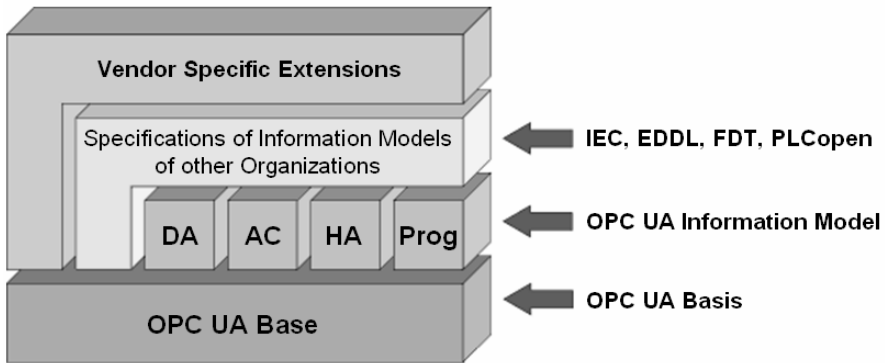 Vendor Specific Extensions
Specifications of Information Models
of other Organizations
IEC, EDDL, FDT, PLCopen
DA AC HA Prog
OPC UA Information Model
OPC UA Base
OPC UA Basis